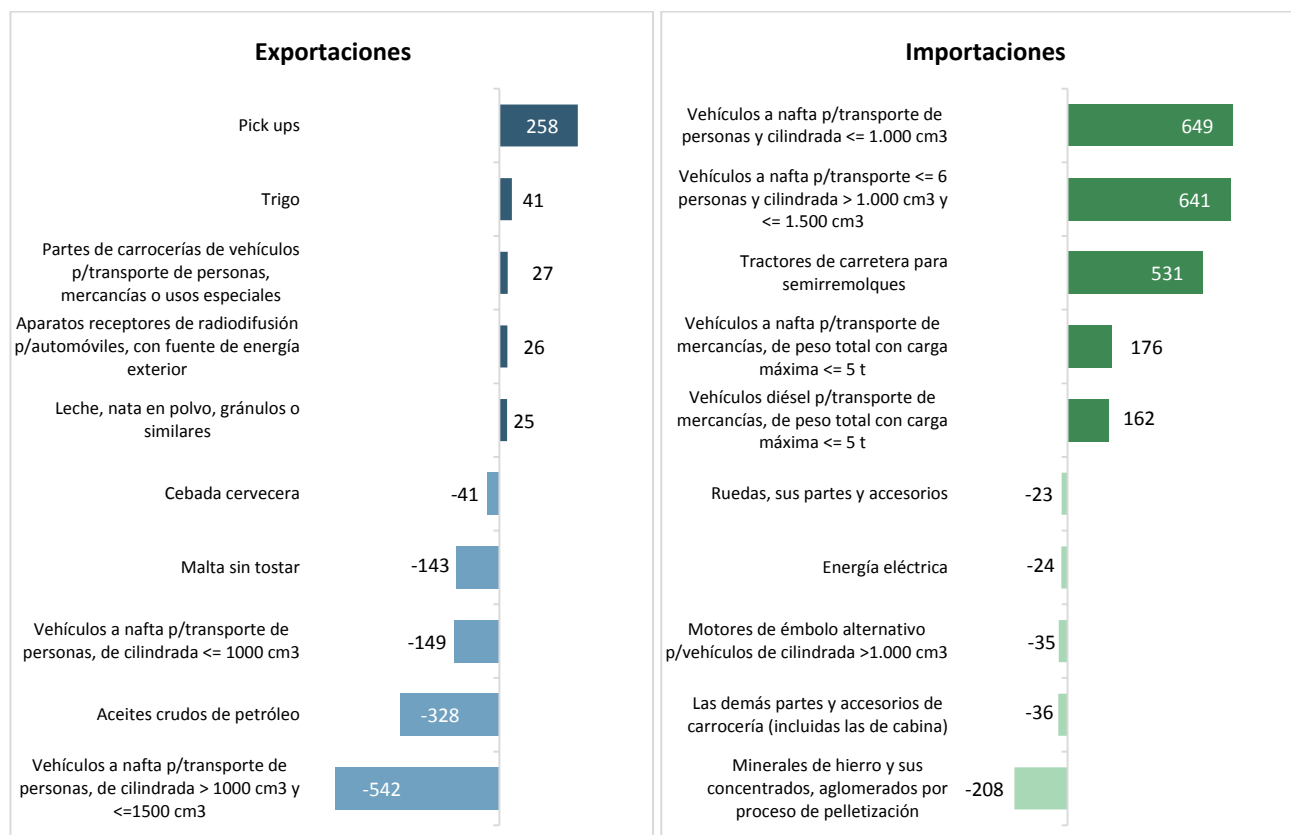 Exportaciones
Pick ups
258
Trigo
41
Partes de carrocerías de vehículos
p/transporte de personas,
mercancías o usos especiales
27
Aparatos receptores de radiodifusión
p/automóviles, con fuente de energía
exterior
26
Leche, nata en polvo, gránulos o
similares
25
Cebada cervecera
-41
Malta sin tostar
-143
Vehículos a nafta p/transporte de
personas, de cilindrada <= 1000 cm3
-149
Aceites crudos de petróleo
-328
Vehículos a nafta p/transporte de
personas, de cilindrada > 1000 cm3 y
<=1500 cm3
-542
Importaciones
Vehículos a nafta p/transporte de
personas y cilindrada <= 1.000 cm3
649
Vehículos a nafta p/transporte <= 6
personas y cilindrada > 1.000 cm3 y
<= 1.500 cm3
641
Tractores de carretera para
semirremolques
531
Vehículos a nafta p/transporte de
mercancías, de peso total con carga
máxima <= 5 t
176
Vehículos diésel p/transporte de
mercancías, de peso total con carga
máxima <= 5 t
162
Ruedas, sus partes y accesorios
-23
Energía eléctrica
-24
Motores de émbolo alternativo
p/vehículos de cilindrada >1.000 cm3
-35
Las demás partes y accesorios de
carrocería (incluidas las de cabina)
-36
Minerales de hierro y sus
concentrados, aglomerados por
proceso de pelletización
-208